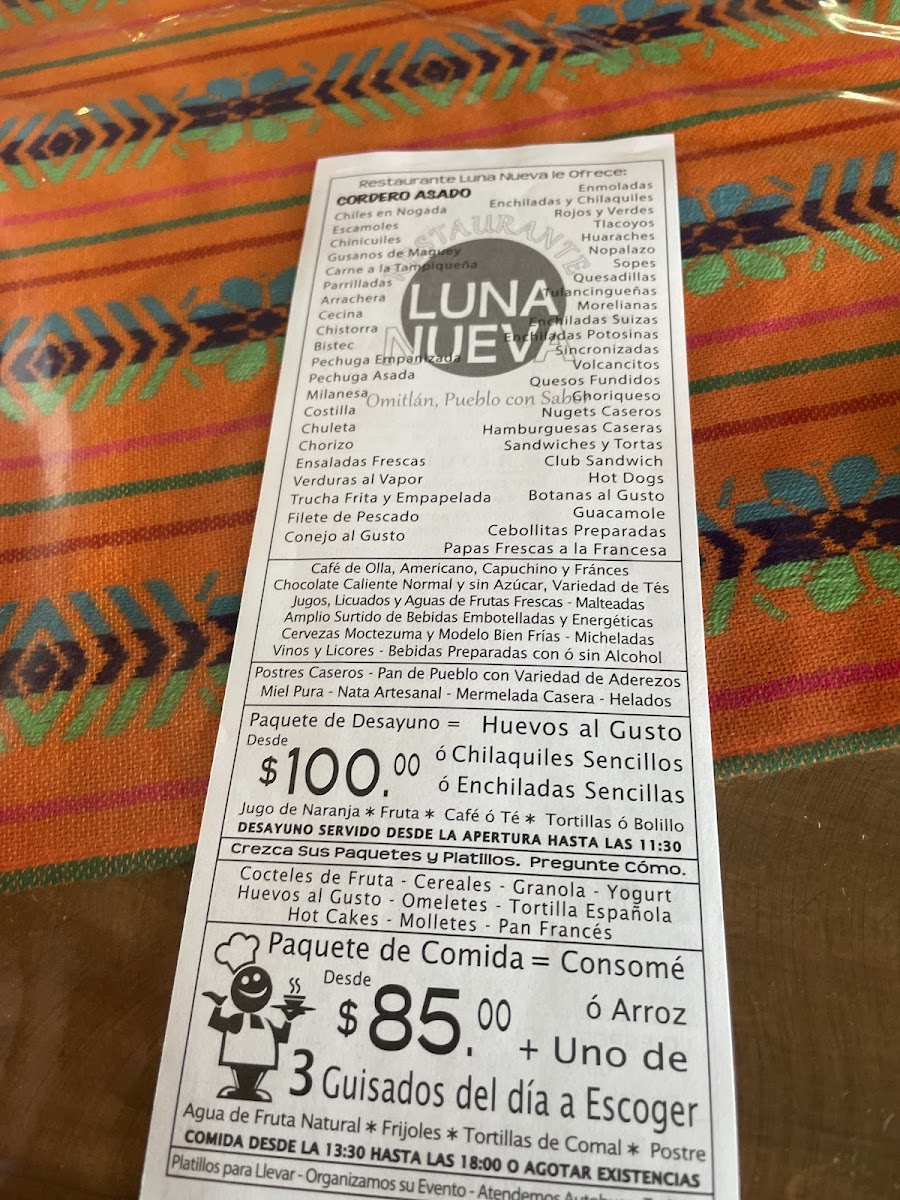 Restaurante Luna Nueva le Ofrece:
CORDERO ASADO
Chiles en Nogada
Escamoles
Chinicuiles
Gusanos de Maguey
Carne a la Tampiqueña
Parrilladas
Arrachera
Cecina
Chistorra
Bistec
Pechuga Empanizada
Pechuga Asada
Milanesa
Costilla
Chuleta
Chorizo
Ensaladas Frescas
Verduras al Vapor
Trucha Frita y Empapelada
Filete de Pescado
Conejo al Gusto
RESTAURANTE
LUNA
NUEVA
Omitlán, Pueblo con Sabor
Enmoladas
Enchiladas y Chilaquiles
Rojos y Verdes
Tlacoyos
Huaraches
Nopalazo
Sopes
Quesadillas
Tulancingueñas
Morelianas
Enchiladas Suizas
Enchiladas Potosinas
Sincronizadas
Volcancitos
Quesos Fundidos
Choriqueso
Nugets Caseros
Hamburguesas Caseras
Sandwiches y Tortas
Club Sandwich
Hot Dogs
Botanas al Gusto
Guacamole
Cebollitas Preparadas
Papas Frescas a la Francesa
Café de Olla, Americano, Capuchino y Fránces
Chocolate Caliente Normal y sin Azúcar, Variedad de Tés
Jugos, Licuados y Aguas de Frutas Frescas - Malteadas
Amplio Surtido de Bebidas Embotelladas y Energéticas
Cervezas Moctezuma y Modelo Bien Frías - Micheladas
Vinos y Licores - Bebidas Preparadas con ó sin Alcohol
Postres Caseros - Pan de Pueblo con Variedad de Aderezos
Miel Pura - Nata Artesanal - Mermelada Casera - Helados
Paquete de Desayuno = Huevos al Gusto
Desde
$100.00 ó Chilaquiles Sencillos
ó Enchiladas Sencillas
Jugo de Naranja * Fruta * Café ó Té * Tortillas ó Bolillo
DESAYUNO SERVIDO DESDE LA APERTURA HASTA LAS 11:30
Crezca Sus Paquetes y Platillos. Pregunte Cómo.
Cocteles de Fruta - Cereales - Granola - Yogurt
Huevos al Gusto - Omeletes - Tortilla Española
Hot Cakes - Molletes - Pan Francés
Paquete de Comida = Consomé
Desde
$85.00 ó Arroz
+ Uno de
3 Guisados del día a Escoger
Agua de Fruta Natural * Frijoles * Tortillas de Comal * Postre
COMIDA DESDE LA 13:30 HASTA LAS 18:00 O AGOTAR EXISTENCIAS
Platillos para Llevar - Organizamos su Evento - Atendemos